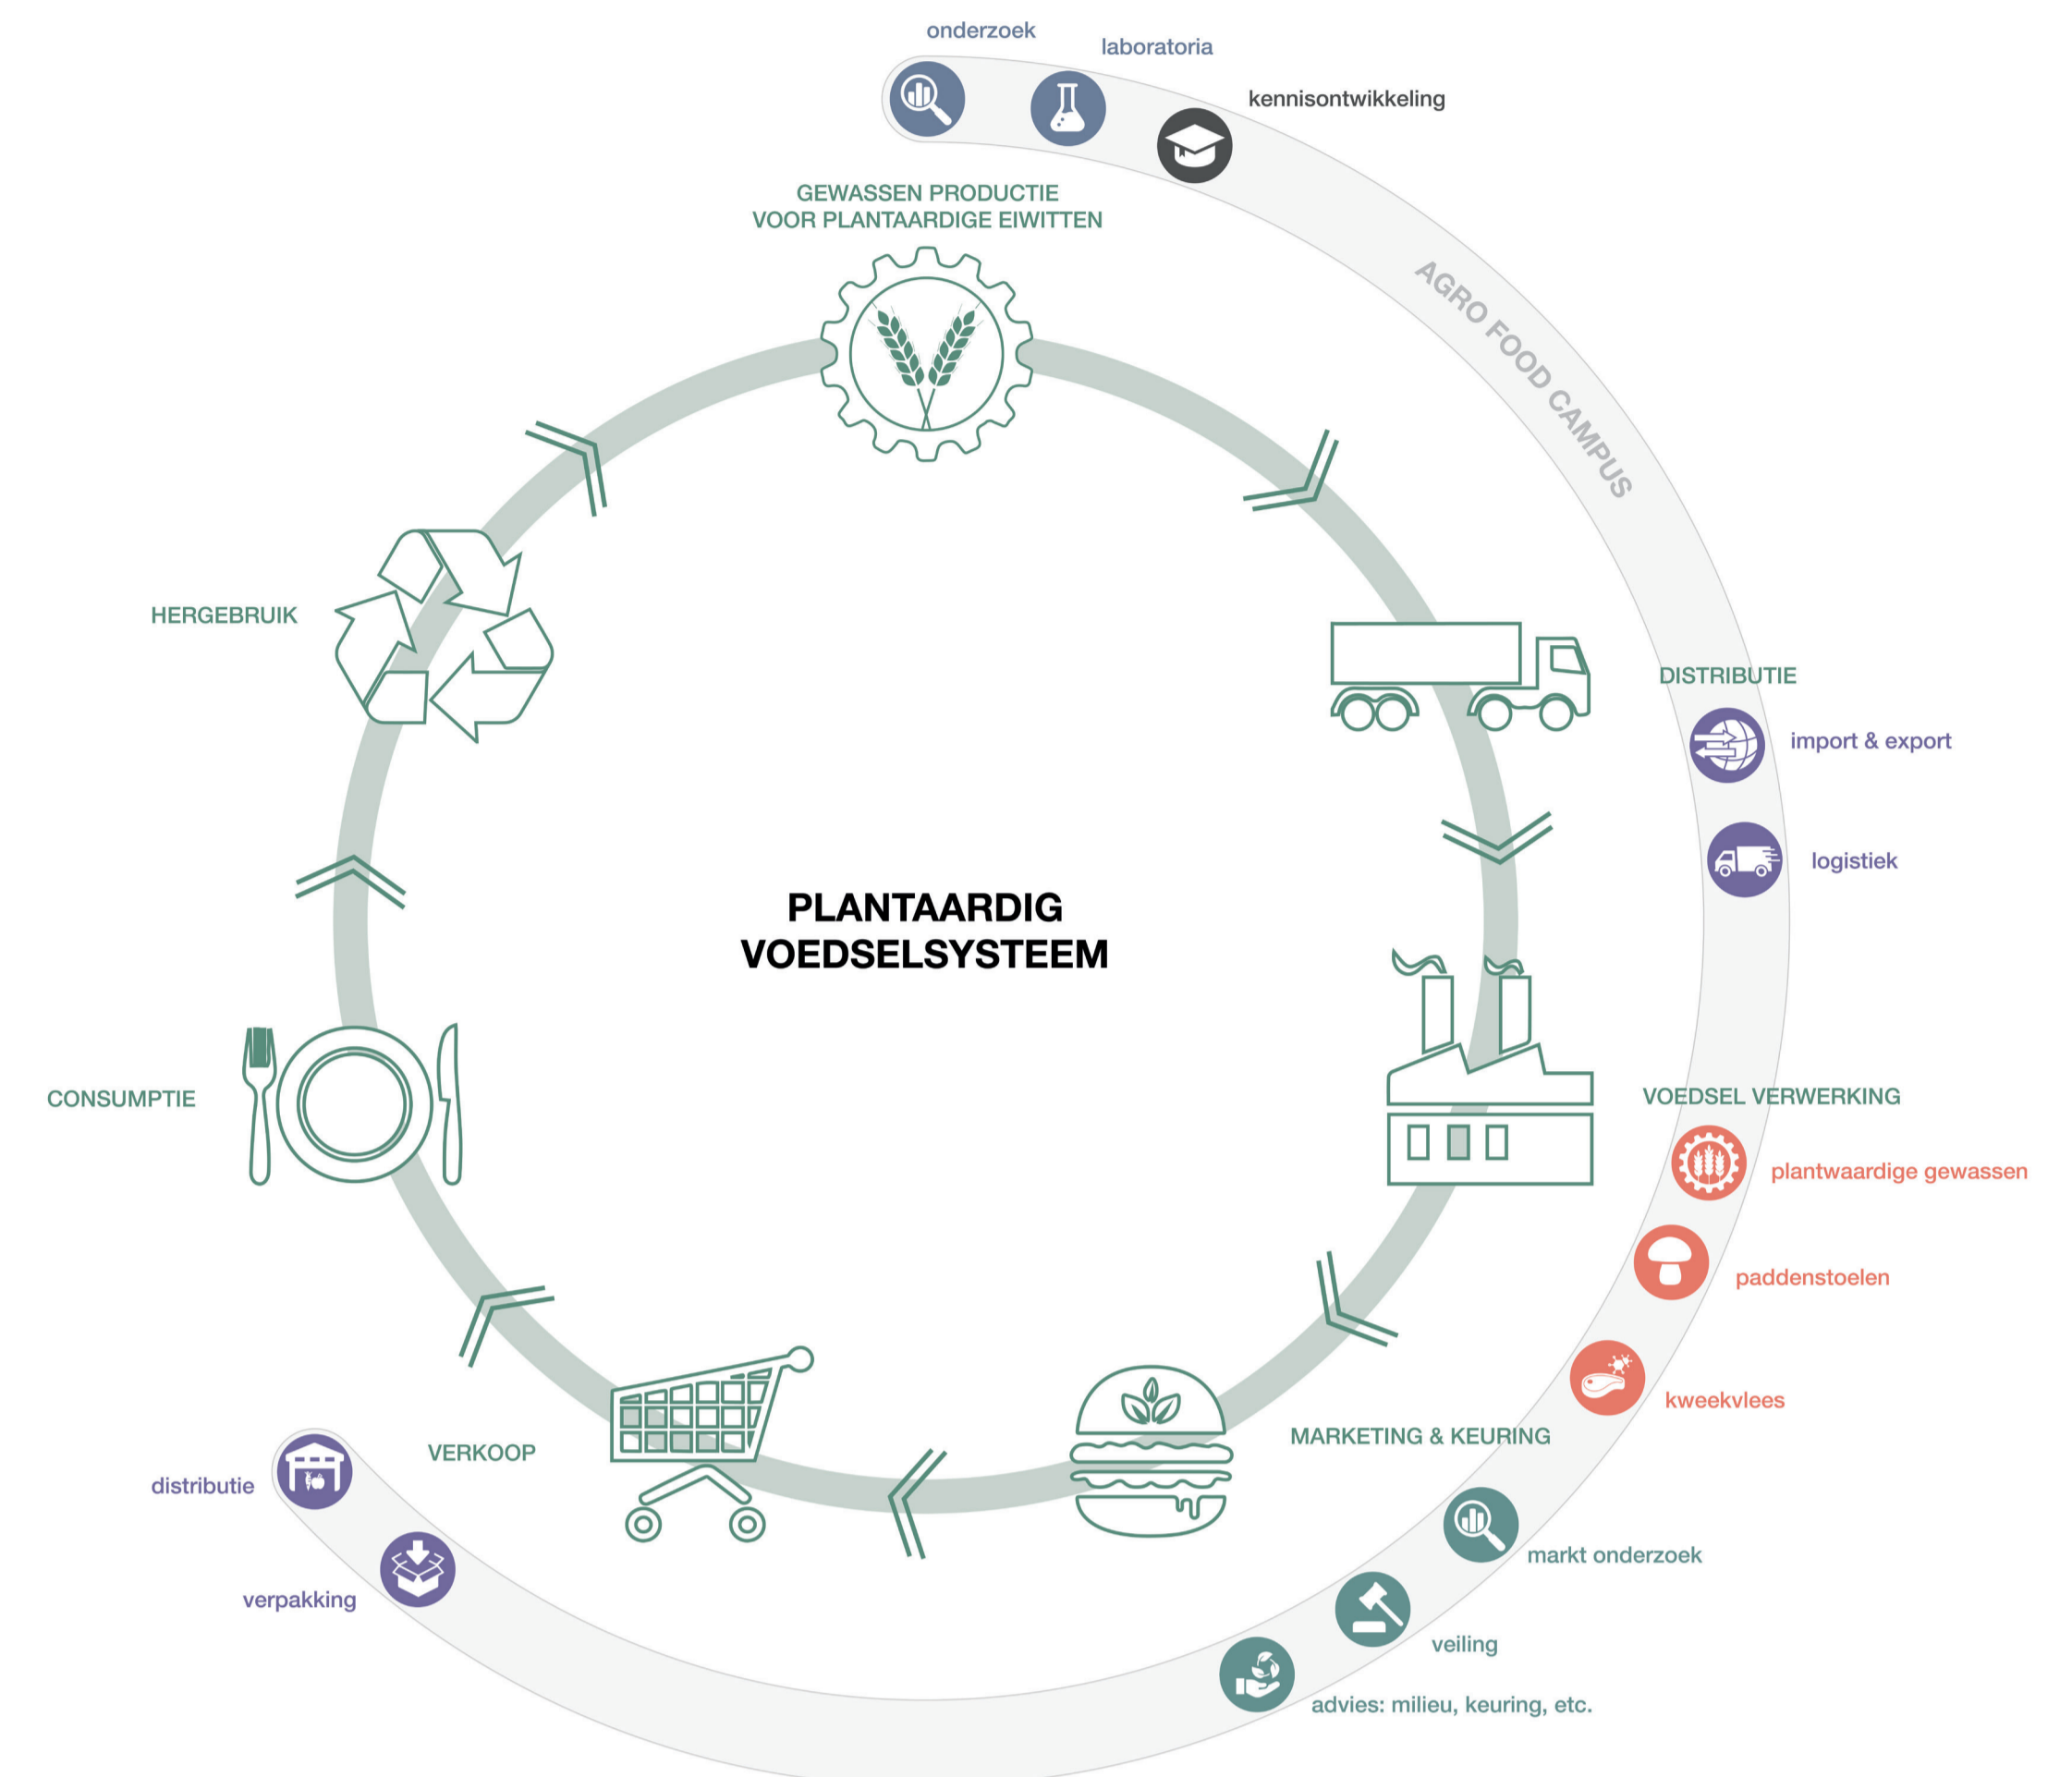 onderzoek
laboratoria
kennisontwikkeling
GEWASSEN PRODUCTIE
VOOR PLANTAARDIGE EIWITTEN
AGRO FOOD CAMPUS
HERGEBRUIK
DISTRIBUTIE
import & export
logistiek
PLANTAARDIG
VOEDSELSYSTEEM
CONSUMPTIE
VOEDSEL VERWERKING
plantwaardige gewassen
paddenstoelen
kweekvlees
MARKETING & KEURING
VERKOOP
distributie
markt onderzoek
verpakking
veiling
advies: milieu, keuring, etc.